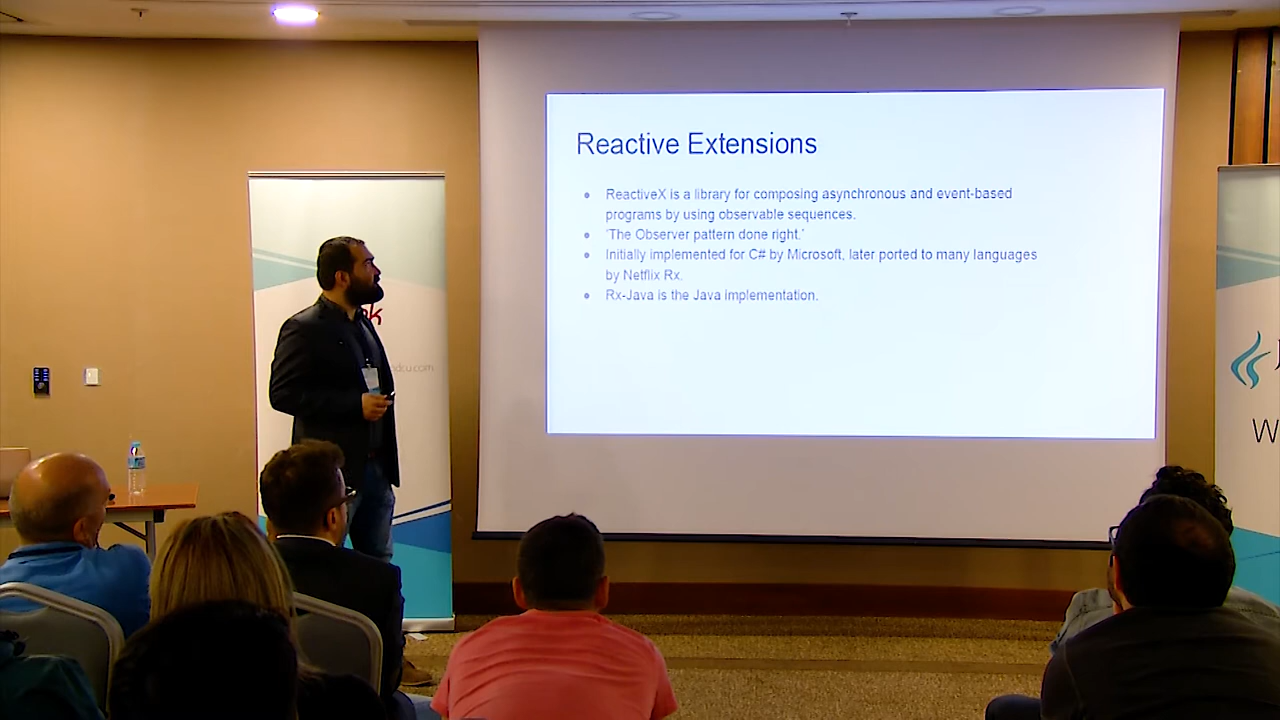 Reactive Extensions
● ReactiveX is a library for composing asynchronous and event-based
programs by using observable sequences.
● 'The Observer pattern done right.'
● Initially implemented for C# by Microsoft, later ported to many languages
by Netflix Rx.
● Rx-Java is the Java implementation.